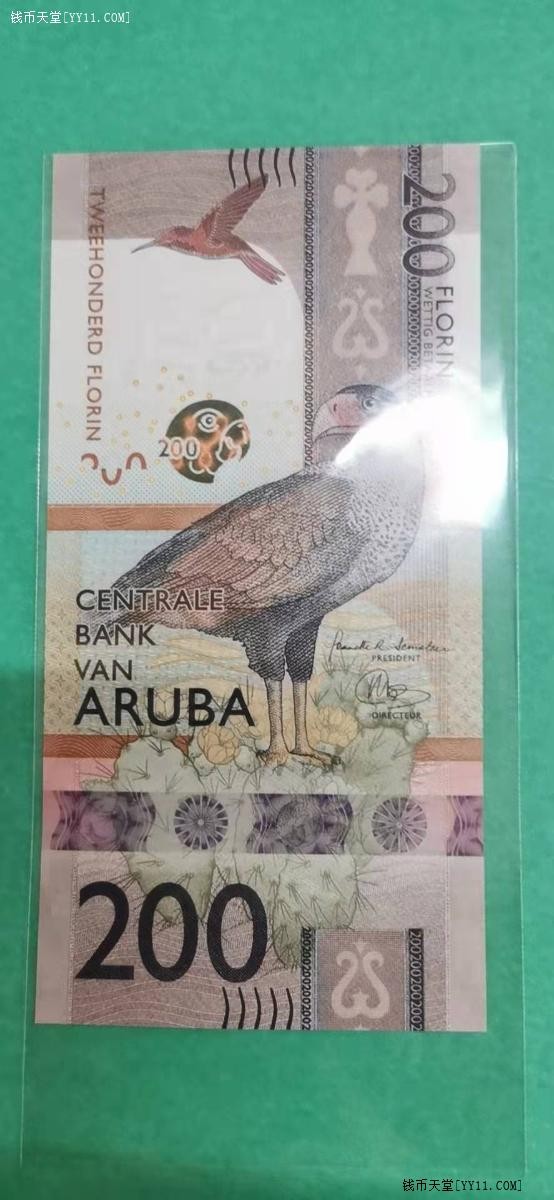 钱币天堂[YY11.COM]
TWEEHONDERD FLORIN
200 FLORIN
WETTIG BET
200
CENTRALE
BANK
VAN
ARUBA
PRESIDENT
DIRECTEUR
200
钱币天堂[YY11.COM]